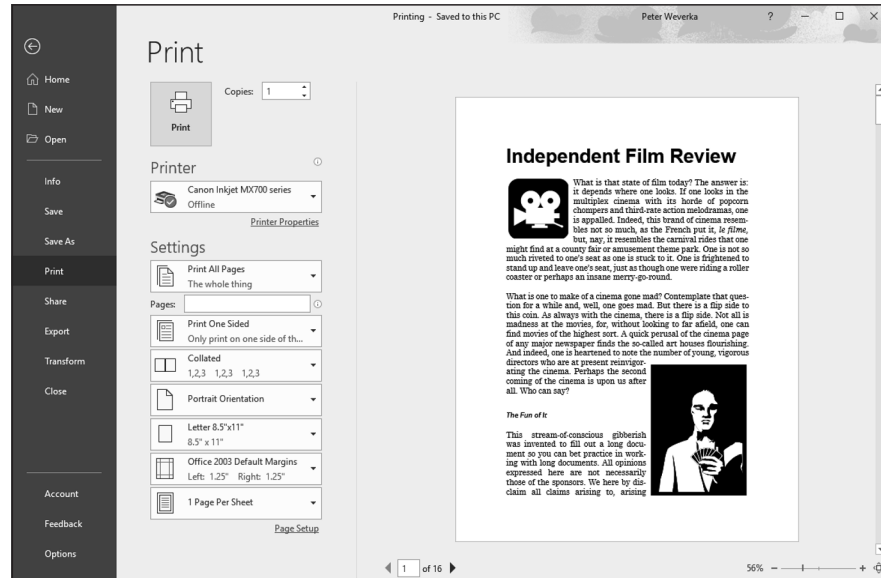 Printing - Saved to this PC
Peter Weverka
?
Home
New
Open
Info
Save
Save As
Print
Share
Export
Transform
Close
Account
Feedback
Options
Print
Print
Copies: 1
Printer
Canon Inkjet MX700 series
Offline
Printer Properties
Settings
Print All Pages
The whole thing
Pages:
Print One Sided
Only print on one side of th...
Collated
1,2,3 1,2,3 1,2,3
Portrait Orientation
Letter 8.5"x11"
8.5" x 11"
Office 2003 Default Margins
Left: 1.25" Right: 1.25"
1 Page Per Sheet
Page Setup
Independent Film Review
What is that state of film today? The answer is:
it depends where one looks. If one looks in the
multiplex cinema with its horde of popcorn
chompers and third-rate action melodramas, one
is appalled. Indeed, this brand of cinema resem-
bles not so much, as the French put it, le filme,
but, nay, it resembles the carnival rides that one
might find at a county fair or amusement theme park. One is not so
much riveted to one's seat as one is stuck to it. One is frightened to
stand up and leave one's seat, just as though one were riding a roller
coaster or perhaps an insane merry-go-round.
What is one to make of a cinema gone mad? Contemplate that ques-
tion for a while and, well, one goes mad. But there is a flip side to
this coin. As always with the cinema, there is a flip side. Not all is
madness at the movies, for, without looking to far afield, one can
find movies of the highest sort. A quick perusal of the cinema page
of any major newspaper finds the so-called art houses flourishing.
And indeed, one is heartened to note the number of young, vigorous
directors who are at present reinvigor-
ating the cinema. Perhaps the second
coming of the cinema is upon us after
all. Who can say?
The Fun of It
This stream-of-conscious gibberish
was invented to fill out a long docu-
ment so you can bet practice in work-
ing with long documents. All opinions
expressed here are not necessarily
those of the sponsors. We here by dis-
claim all claims arising to, arising
1 of 16
56%